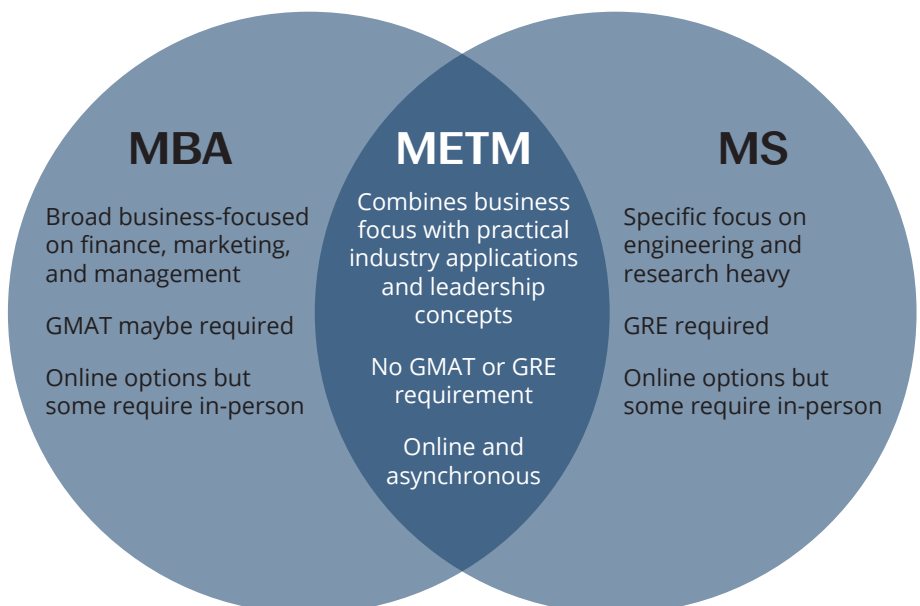 MBA
Broad business-focused
on finance, marketing,
and management
GMAT maybe required
Online options but
some require in-person
METM
Combines business
focus with practical
industry applications
and leadership
concepts
No GMAT or GRE
requirement
Online and
asynchronous
MS
Specific focus on
engineering and
research heavy
GRE required
Online options but
some require in-person